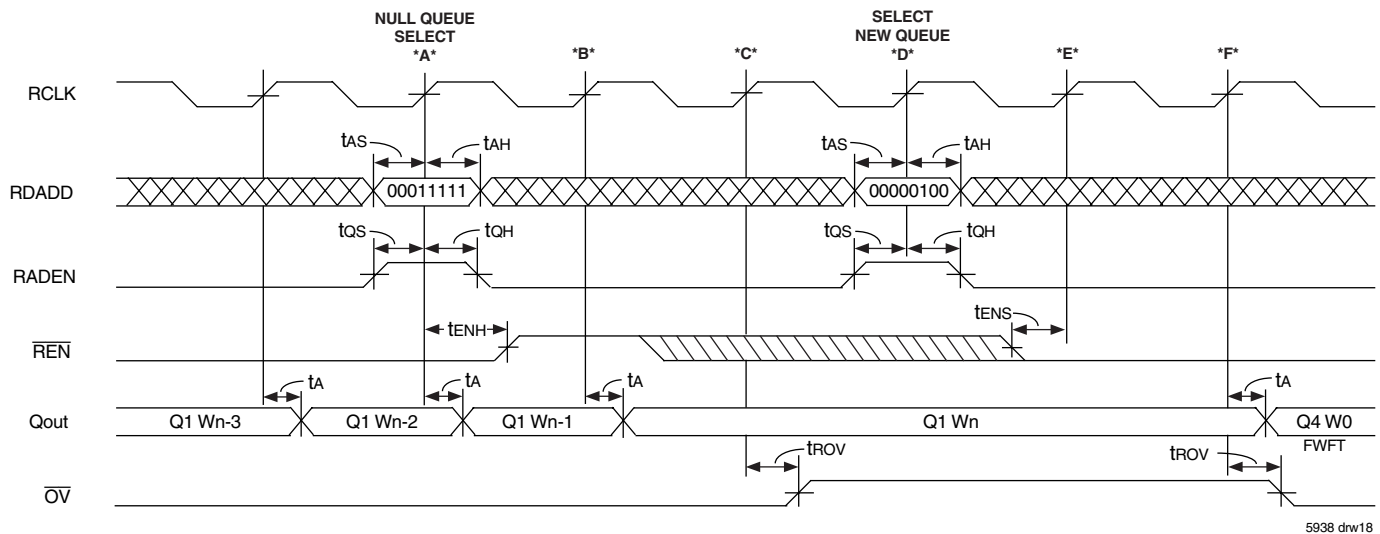 NULL QUEUE
SELECT
*A*
*B*
*C*
SELECT
NEW QUEUE
*D*
*E*
*F*
RCLK
tAS
tAH
tAS
tAH
RDADD
00011111
00000100
tQS
tQH
tQS
tQH
RADEN
tENH
tENS
REN
tA
tA
tA
tA
Qout
Q1 Wn-3
Q1 Wn-2
Q1 Wn-1
Q1 Wn
Q4 W0
FWFT
tROV
tROV
OV
5938 drw18